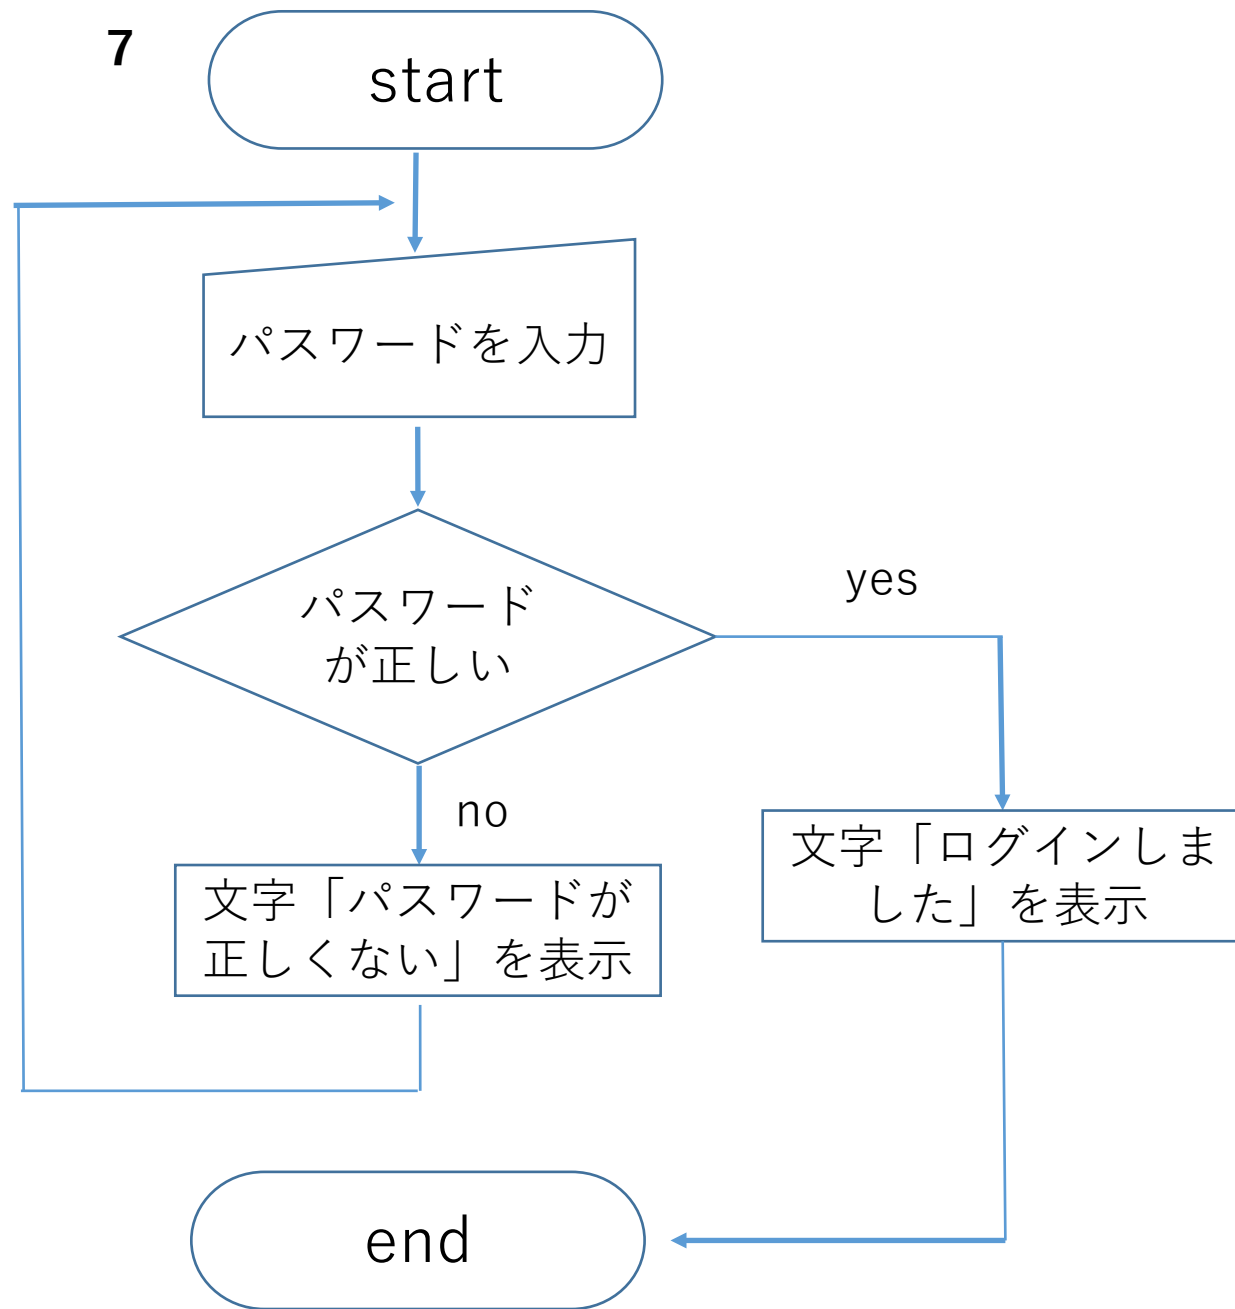 7
start
パスワードを入力
パスワード
が正しい
yes
no
文字「パスワードが
正しくない」を表示
文字「ログインしま
した」を表示
end